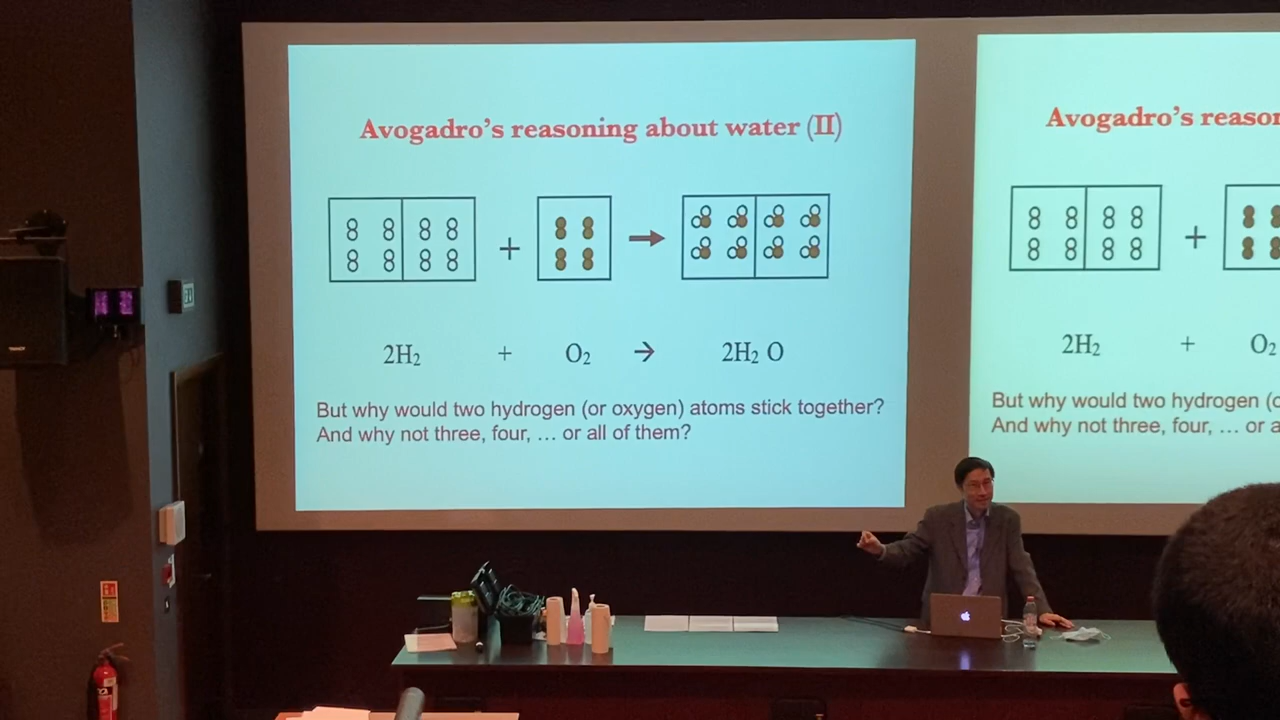 Avogadro's reasoning about water (II)
+
2H₂ + O₂ → 2H₂ O
But why would two hydrogen (or oxygen) atoms stick together?
And why not three, four, … or all of them?
Avogadro's reason
+
2H₂ + O₂
But why would two hydrogen (o
And why not three, four, … or a